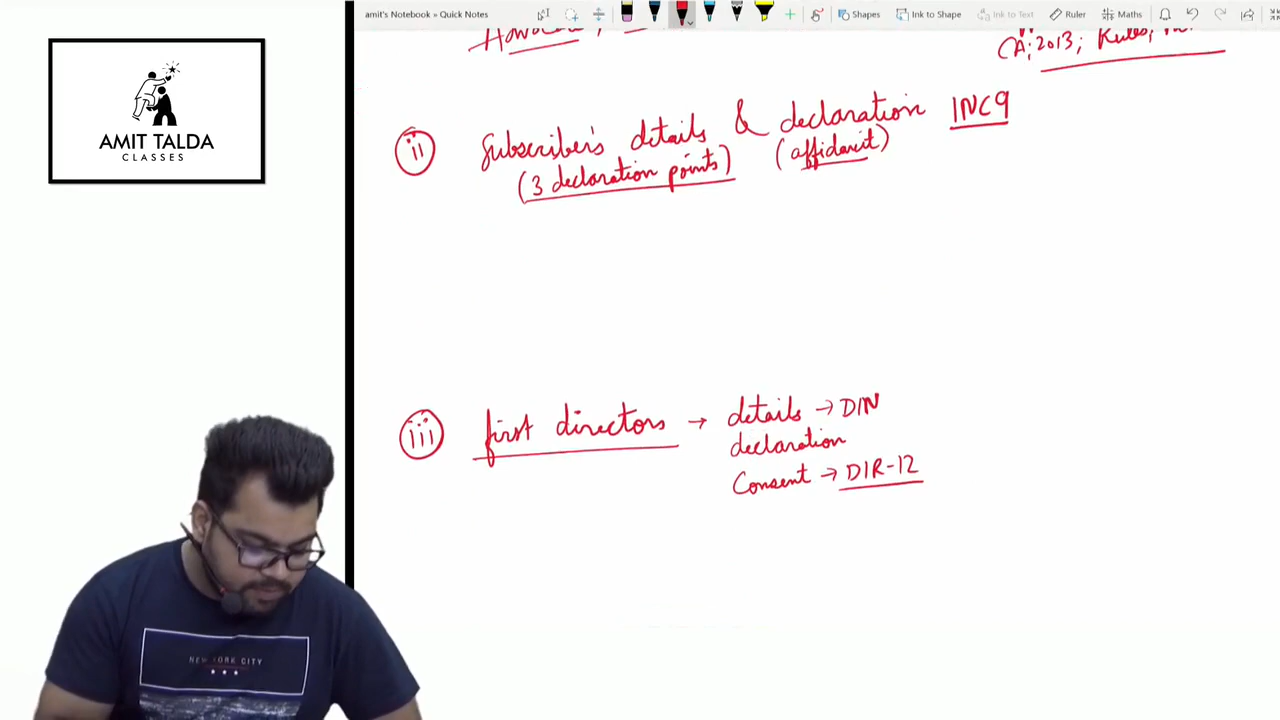 amit's Notebook » Quick Notes
Shapes
Ink to Shape
Ink to Text
Ruler
Maths
CA, 2013; Rules,
AMIT TALDA
CLASSES
ii Subscriber's details & declaration INC9
(3 declaration points) (affidavit)
iii first directors → details → DIN
declaration
Consent → DIR-12
NEW YORK CITY